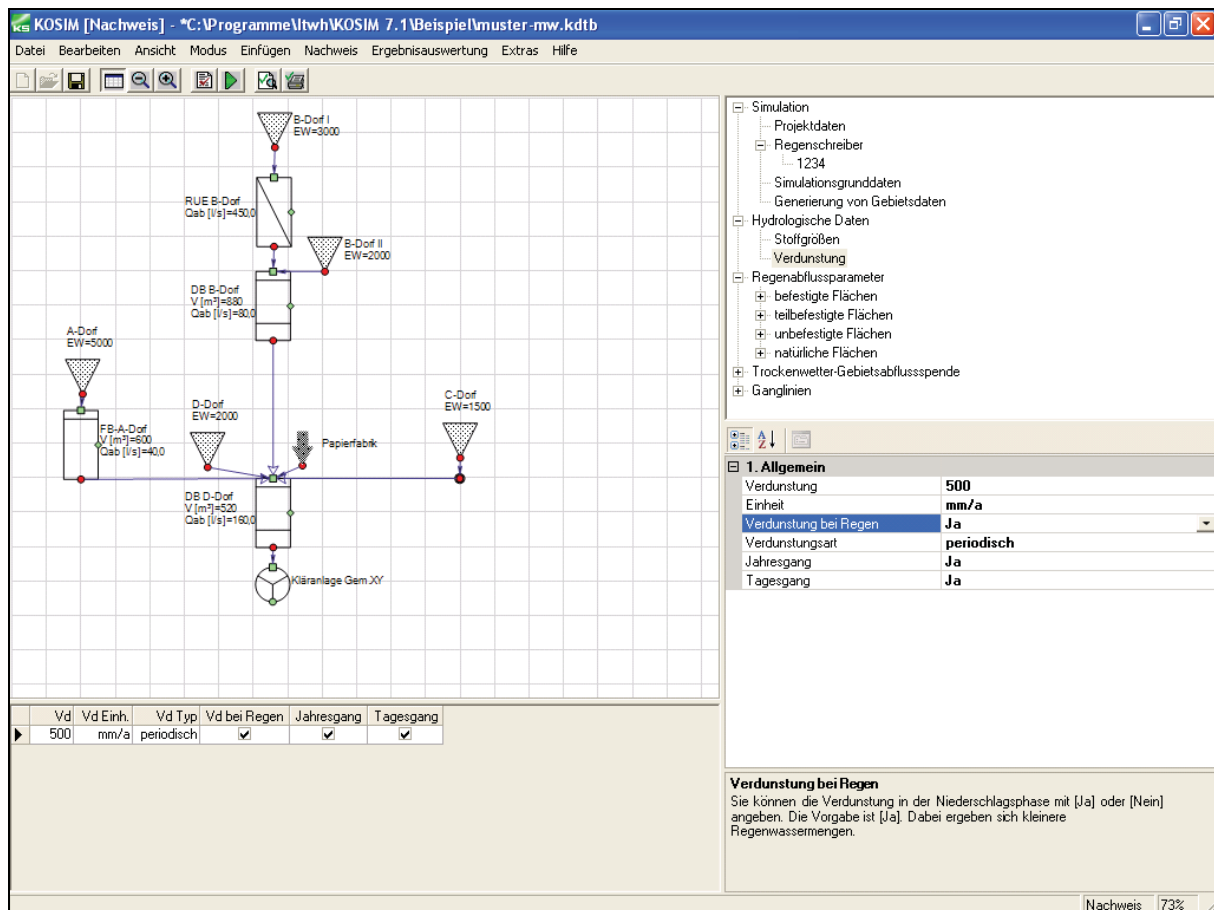 KOSIM [Nachweis] - *C:\Programme\Itwh\KOSIM 7.1\Beispiel\muster-mw.kdtb
Datei Bearbeiten Ansicht Modus Einfügen Nachweis Ergebnisauswertung Extras Hilfe
B-Dorf I
EW=3000
RUE B-Dorf
Qab [l/s]=450,0
B-Dorf II
EW=2000
DB B-Dorf
V [m³]=880
Qab [l/s]=80,0
A-Dorf
EW=5000
FB-A-Dorf
V [m³]=600
Qab [l/s]=40,0
D-Dorf
EW=2000
Papierfabrik
C-Dorf
EW=1500
DB D-Dorf
V [m³]=520
Qab [l/s]=160,0
Kläranlage Gem.XY
Vd Vd Einh. Vd Typ Vd bei Regen Jahresgang Tagesgang
500 mm/a periodisch
Simulation
Projektdaten
Regenschreiber
1234
Simulationsgrunddaten
Generierung von Gebietsdaten
Hydrologische Daten
Stoffgrößen
Verdunstung
Regenabflussparameter
befestigte Flächen
teilbefestigte Flächen
unbefestigte Flächen
natürliche Flächen
Trockenwetter-Gebietsabflussspende
Ganglinien
1. Allgemein
Verdunstung 500
Einheit mm/a
Verdunstung bei Regen Ja
Verdunstungsart periodisch
Jahresgang Ja
Tagesgang Ja
Verdunstung bei Regen
Sie können die Verdunstung in der Niederschlagsphase mit [Ja] oder [Nein]
angeben. Die Vorgabe ist [Ja]. Dabei ergeben sich kleinere
Regenwassermengen.
Nachweis 73%